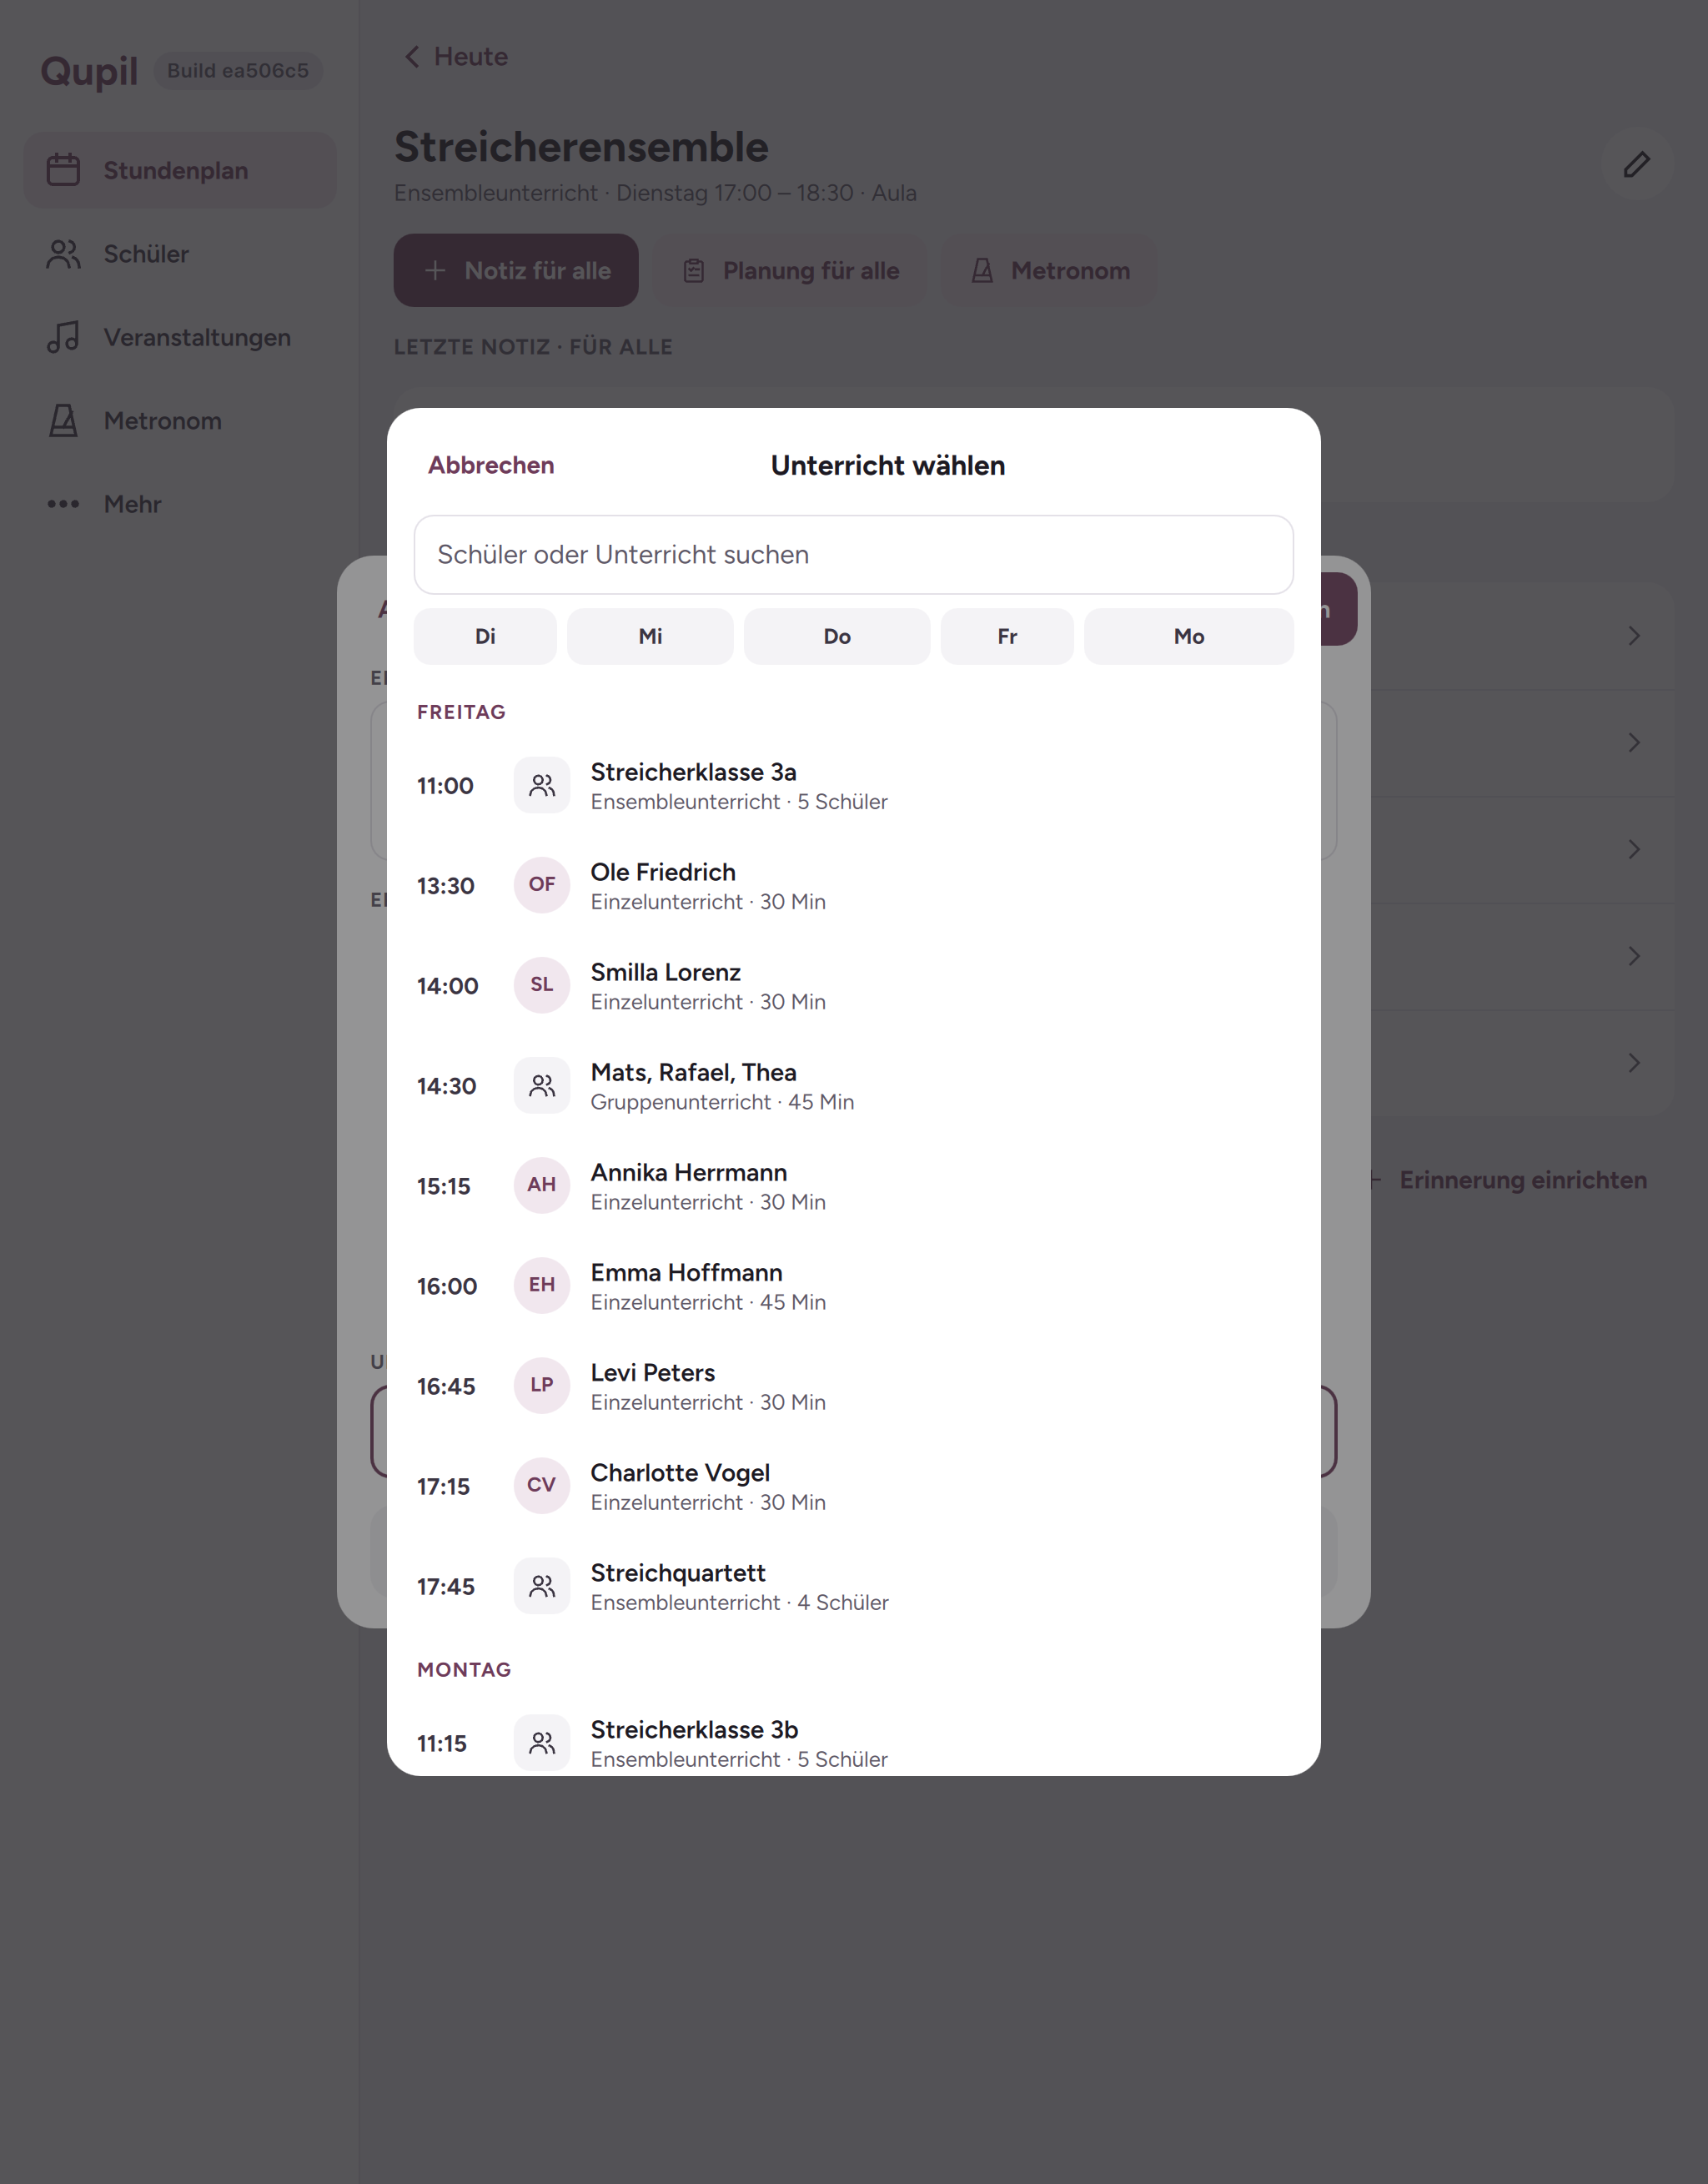 Qupil
Build ea506c5
Stundenplan
Schüler
Veranstaltungen
Metronom
Mehr
Heute
Streicherensemble
Ensembleunterricht · Dienstag 17:00 – 18:30 · Aula
Notiz für alle
Planung für alle
Metronom
LETZTE NOTIZ · FÜR ALLE
Abbrechen
Unterricht wählen
Schüler oder Unterricht suchen
Di
Mi
Do
Fr
Mo
FREITAG
11:00
Streicherklasse 3a
Ensembleunterricht · 5 Schüler
13:30
OF
Ole Friedrich
Einzelunterricht · 30 Min
14:00
SL
Smilla Lorenz
Einzelunterricht · 30 Min
14:30
Mats, Rafael, Thea
Gruppenunterricht · 45 Min
15:15
AH
Annika Herrmann
Einzelunterricht · 30 Min
16:00
EH
Emma Hoffmann
Einzelunterricht · 45 Min
16:45
LP
Levi Peters
Einzelunterricht · 30 Min
17:15
CV
Charlotte Vogel
Einzelunterricht · 30 Min
17:45
Streichquartett
Ensembleunterricht · 4 Schüler
MONTAG
11:15
Streicherklasse 3b
Ensembleunterricht · 5 Schüler
Erinnerung einrichten